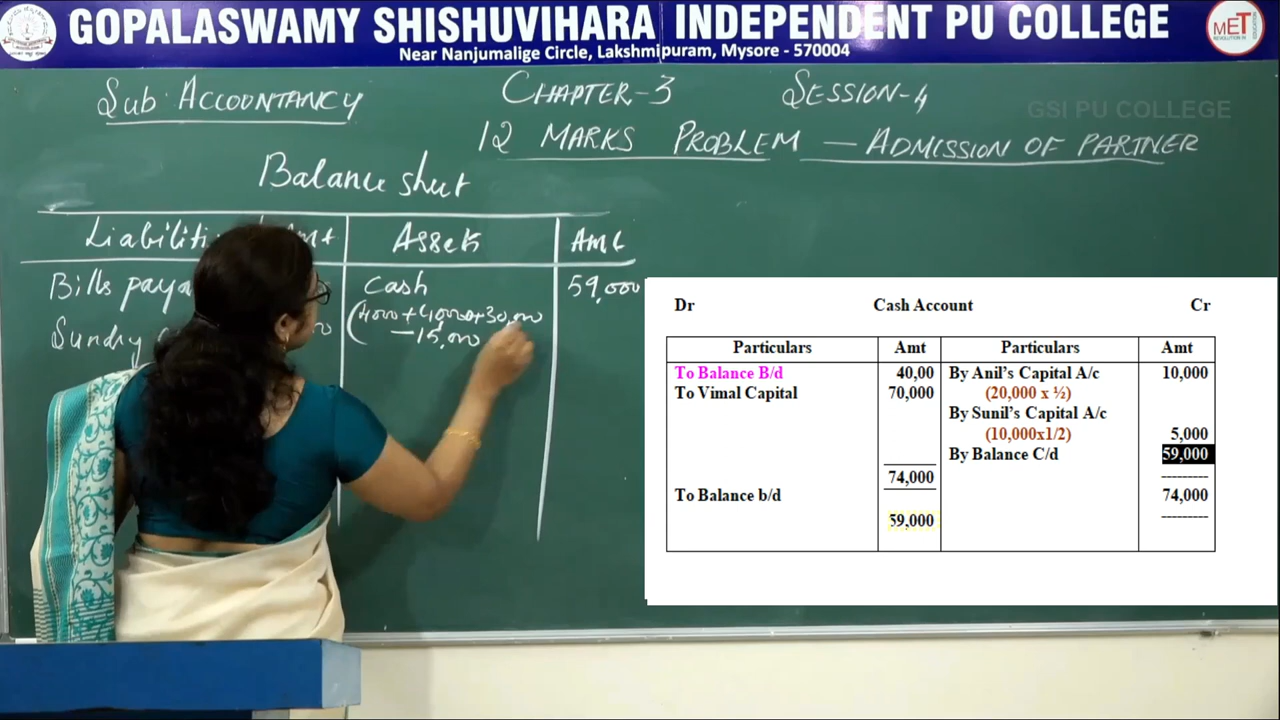 GOPALASWAMY SHISHUVIHARA INDEPENDENT PU COLLEGE
Near Nanjumalige Circle, Lakshmipuram, Mysore - 570004
MET
Sub: ACCOUNTANCY CHAPTER-3 SESSION-4
GSI PU COLLEGE
12 MARKS PROBLEM — ADMISSION OF PARTNER
Balance sheet
Assets Amt
Bills
Cash 59,000
(4000+ +30,000
Sundry
-15,000
Dr Cash Account Cr
Particulars Amt Particulars Amt
To Balance B/d 40,00 By Anil's Capital A/c 10,000
To Vimal Capital 70,000 (20,000 x ½)
By Sunil's Capital A/c
(10,000x1/2) 5,000
By Balance C/d 59,000
74,000
To Balance b/d 74,000
59,000